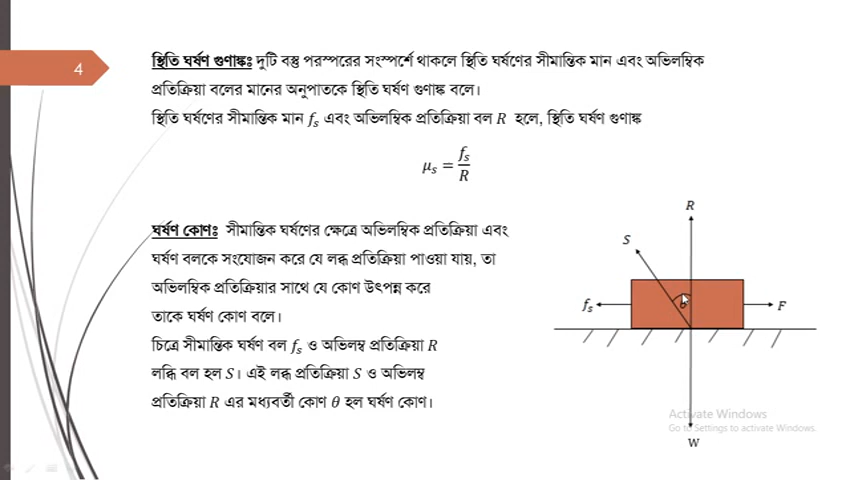 4
স্থিতি ঘর্ষণ গুণাঙ্কঃ দুটি বস্তু পরস্পরের সংস্পর্শে থাকলে স্থিতি ঘর্ষণের সীমান্তিক মান এবং অভিলম্বিক
প্রতিক্রিয়া বলের মানের অনুপাতকে স্থিতি ঘর্ষণ গুণাঙ্ক বলে।
স্থিতি ঘর্ষণের সীমান্তিক মান fₛ এবং অভিলম্বিক প্রতিক্রিয়া বল R হলে, স্থিতি ঘর্ষণ গুণাঙ্ক
μₛ = fₛ/R
ঘর্ষণ কোণঃ সীমান্তিক ঘর্ষণের ক্ষেত্রে অভিলম্বিক প্রতিক্রিয়া এবং
ঘর্ষণ বলকে সংযোজন করে যে লব্ধ প্রতিক্রিয়া পাওয়া যায়, তা
অভিলম্বিক প্রতিক্রিয়ার সাথে যে কোণ উৎপন্ন করে
তাকে ঘর্ষণ কোণ বলে।
চিত্রে সীমান্তিক ঘর্ষণ বল fₛ ও অভিলম্ব প্রতিক্রিয়া R
লব্ধি বল হল S। এই লব্ধ প্রতিক্রিয়া S ও অভিলম্ব
প্রতিক্রিয়া R এর মধ্যবর্তী কোণ θ হল ঘর্ষণ কোণ।
R
S
fₛ
F
W
Activate Windows
Go to Settings to activate Windows.